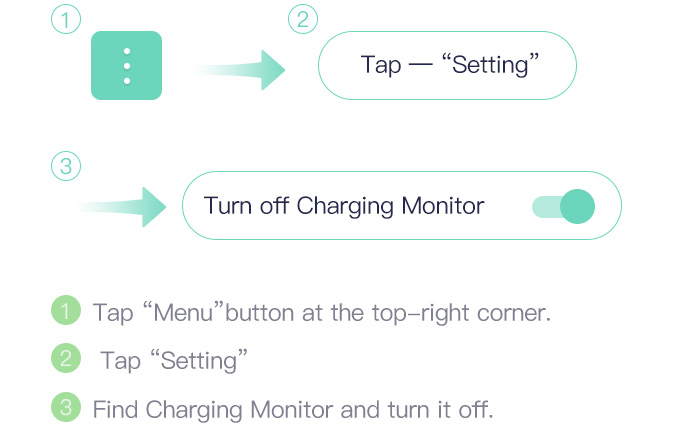 1
2
Tap — “Setting”
3
Turn off Charging Monitor
1 Tap “Menu”button at the top-right corner.
2 Tap “Setting”
3 Find Charging Monitor and turn it off.